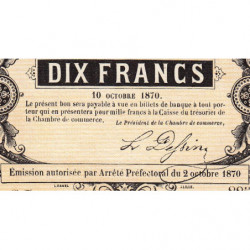 DIX FRANCS
10 OCTOBRE 1870.
Le présent bon sera payable à vue en billets de banque à tout por-
teur qui en présentera pour mille francs à la Caisse du trésorier de
la Chambre de commerce,
Le Président de la Chambre de commerce,
Emission autorisée par Arrêté Préfectoral du 2 octobre 1870